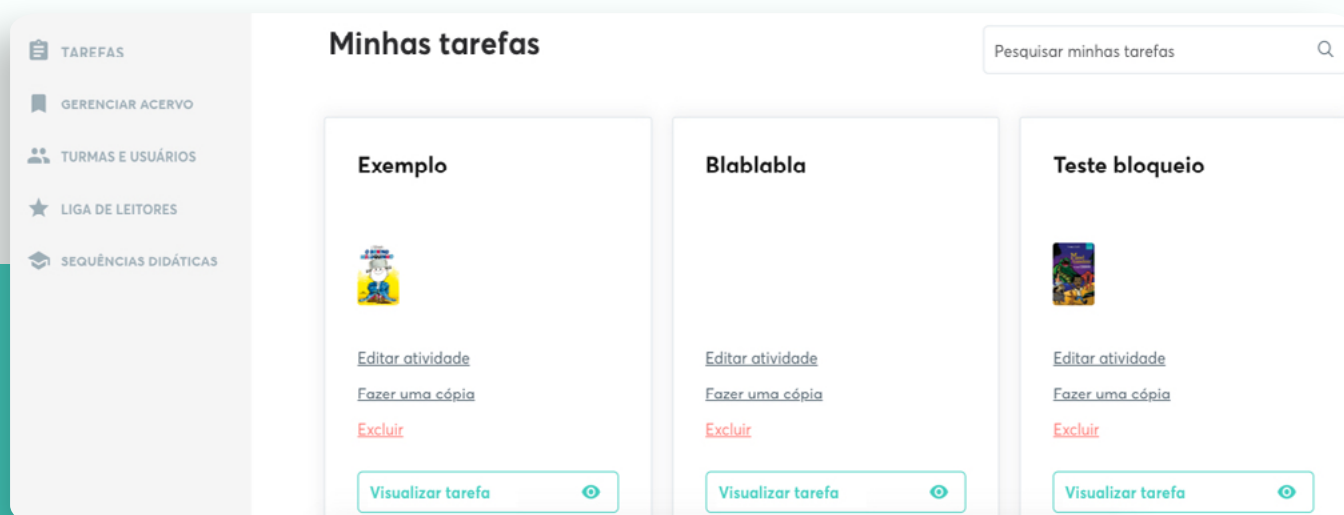 TAREFAS
GERENCIAR ACERVO
TURMAS E USUÁRIOS
LIGA DE LEITORES
SEQUÊNCIAS DIDÁTICAS
Minhas tarefas
Pesquisar minhas tarefas
Exemplo
Editar atividade
Fazer uma cópia
Excluir
Visualizar tarefa
Blablabla
Editar atividade
Fazer uma cópia
Excluir
Visualizar tarefa
Teste bloqueio
Editar atividade
Fazer uma cópia
Excluir
Visualizar tarefa